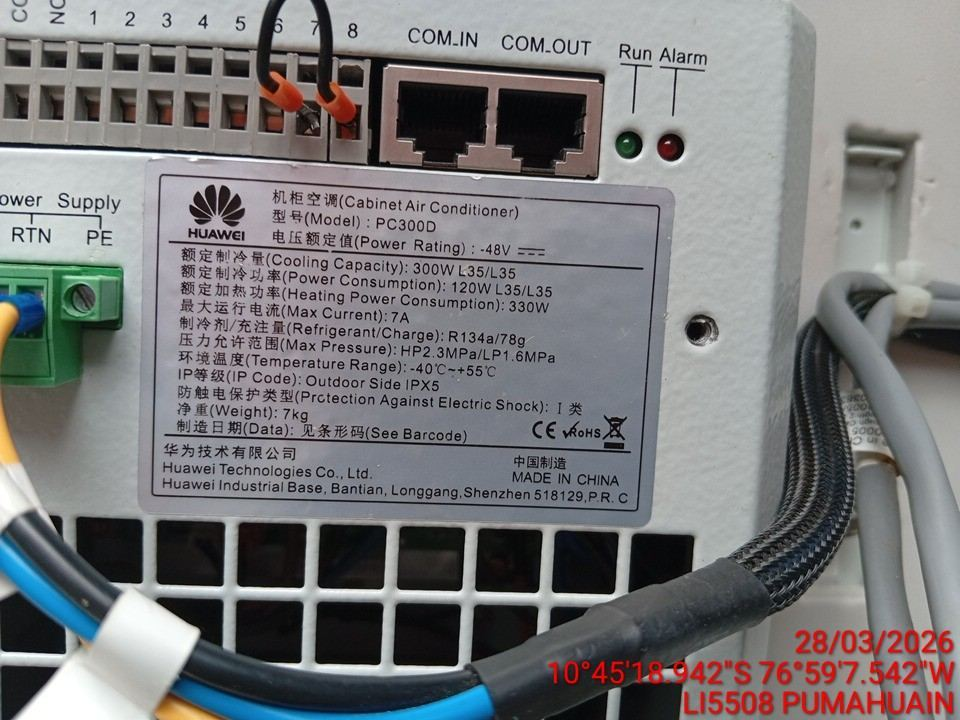 NC
1 2 3 4 5 6 7 8
COM_IN COM_OUT
Run Alarm
Supply
RTN PE
HUAWEI
机柜空调(Cabinet Air Conditioner)
型号(Model) : PC300D
电压额定值(Power Rating) : -48V
额定制冷量(Cooling Capacity): 300W L35/L35
额定制冷功率(Power Consumption): 120W L35/L35
额定加热功率(Heating Power Consumption): 330W
最大运行电流(Max Current): 7A
制冷剂/充注量(Refrigerant/Charge): R134a/78g
压力允许范围(Max Pressure): HP2.3MPa/LP1.6MPa
环境温度(Temperature Range): -40℃~+55℃
IP等级(IP Code): Outdoor Side IPX5
防触电保护类型(Prctection Against Electric Shock): I 类
净重(Weight): 7kg
制造日期(Data): 见条形码(See Barcode)
CE RoHS
华为技术有限公司
Huawei Technologies Co., Ltd.
Huawei Industrial Base, Bantian, Longgang,Shenzhen 518129,P.R. C
中国制造
MADE IN CHINA
28/03/2026
10°45'18.942"S 76°59'7.542"W
LI5508 PUMAHUAIN